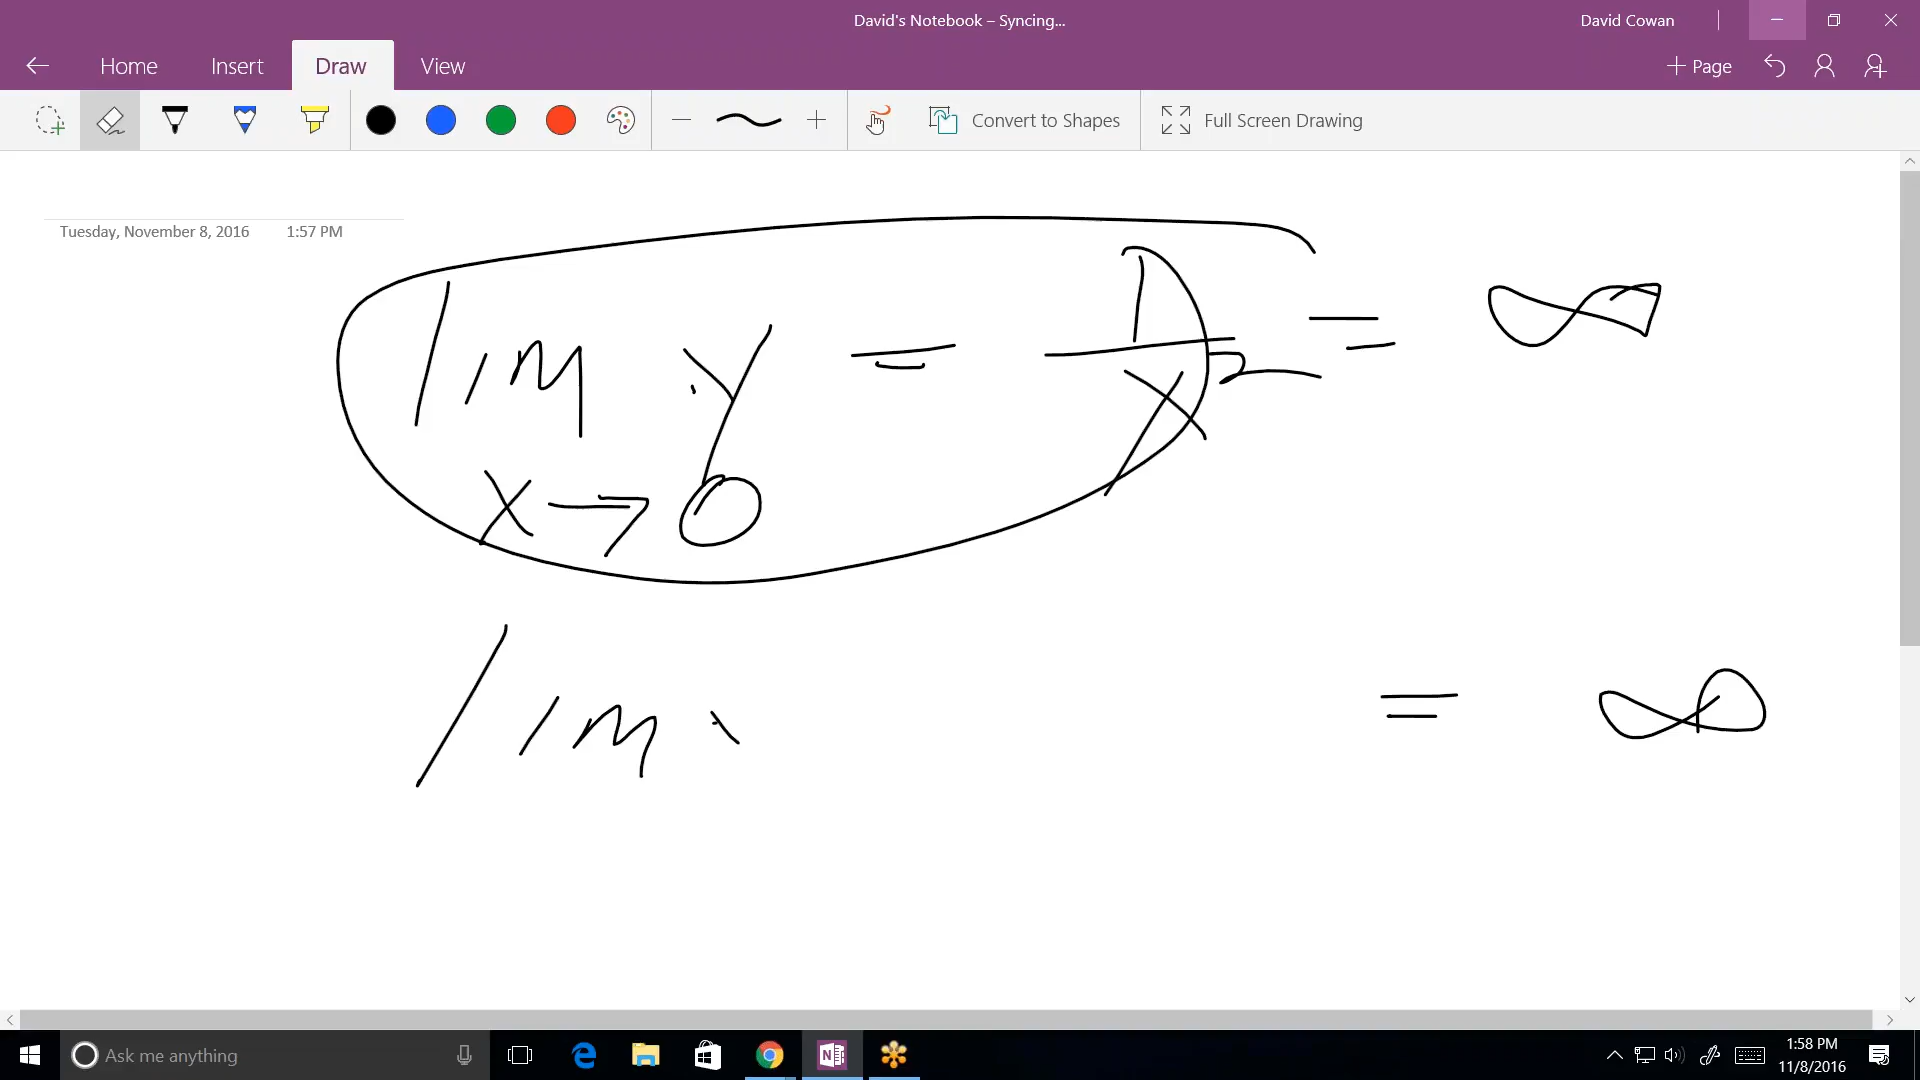 David's Notebook – Syncing...
David Cowan
Home Insert Draw View
Page
Convert to Shapes
Full Screen Drawing
Tuesday, November 8, 2016 1:57 PM
lim y = 1/x = ∞
2
x → 0
lim = ∞
Ask me anything
1:58 PM
11/8/2016